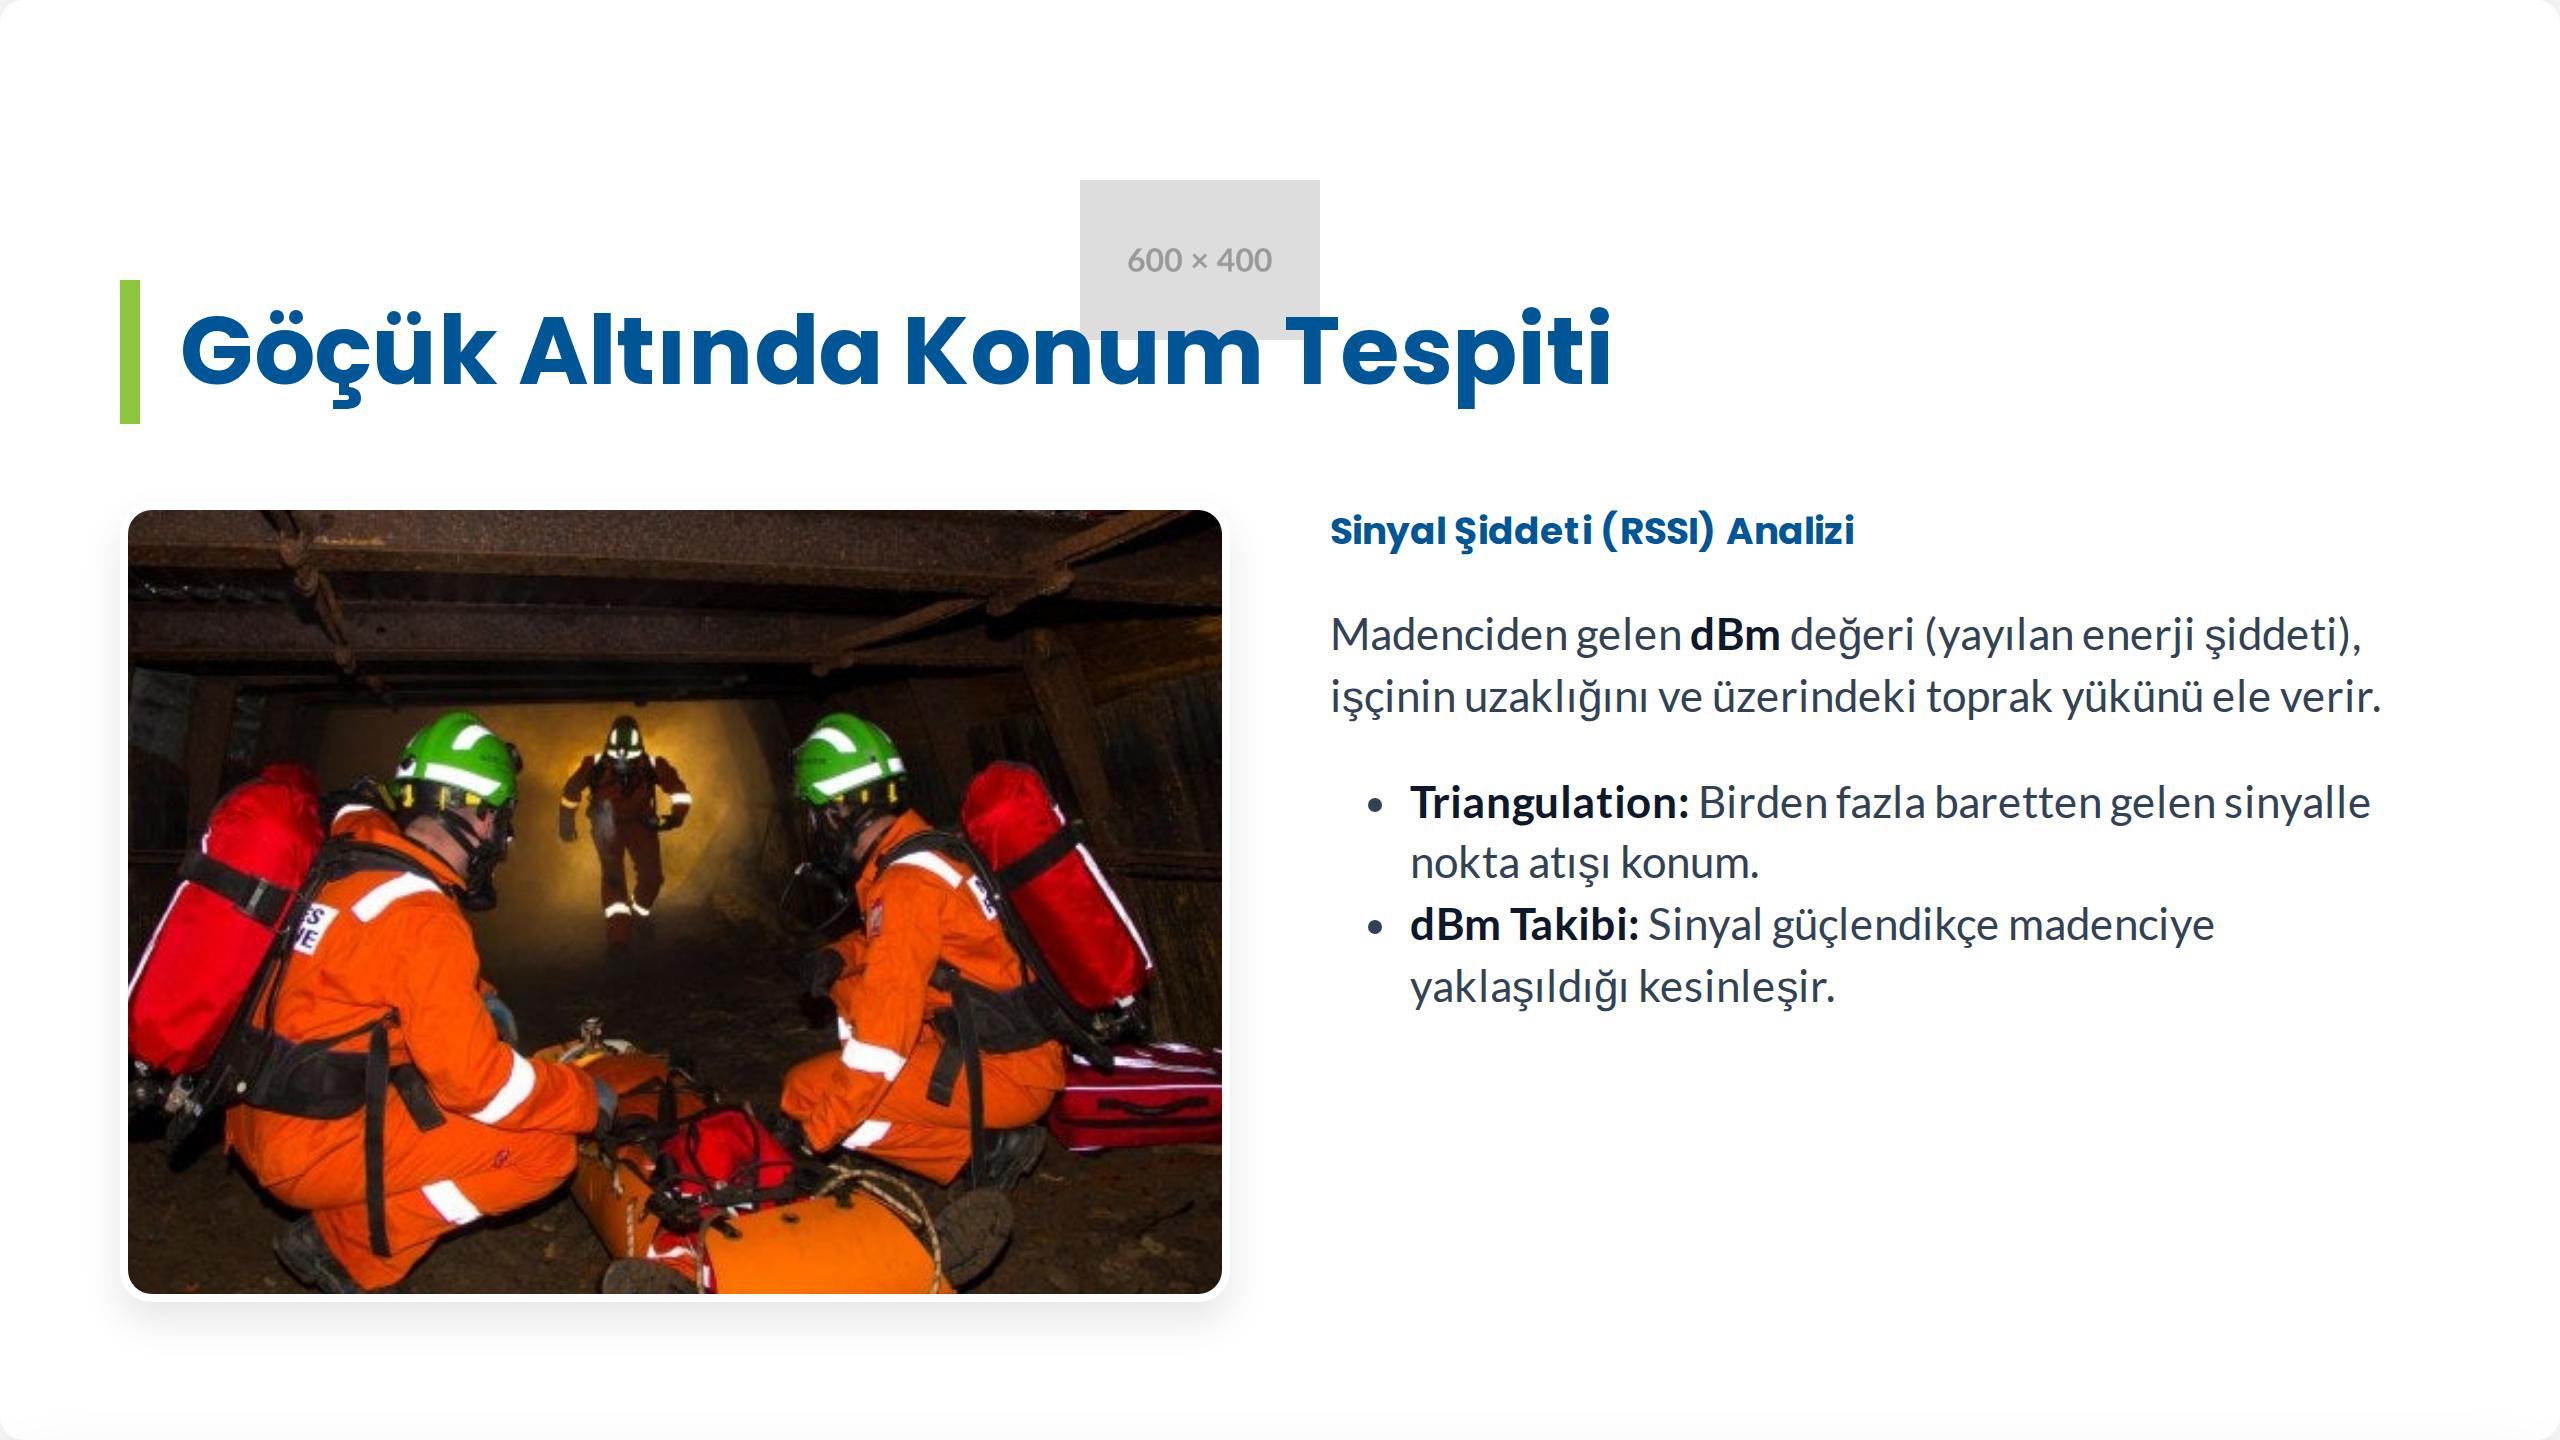 600 × 400
Göçük Altında Konum Tespiti
Sinyal Şiddeti (RSSI) Analizi
Madenciden gelen dBm değeri (yayılan enerji şiddeti),
işçinin uzaklığını ve üzerindeki toprak yükünü ele verir.
• Triangulation: Birden fazla baretten gelen sinyalle
nokta atışı konum.
• dBm Takibi: Sinyal güçlendikçe madenciye
yaklaşıldığı kesinleşir.